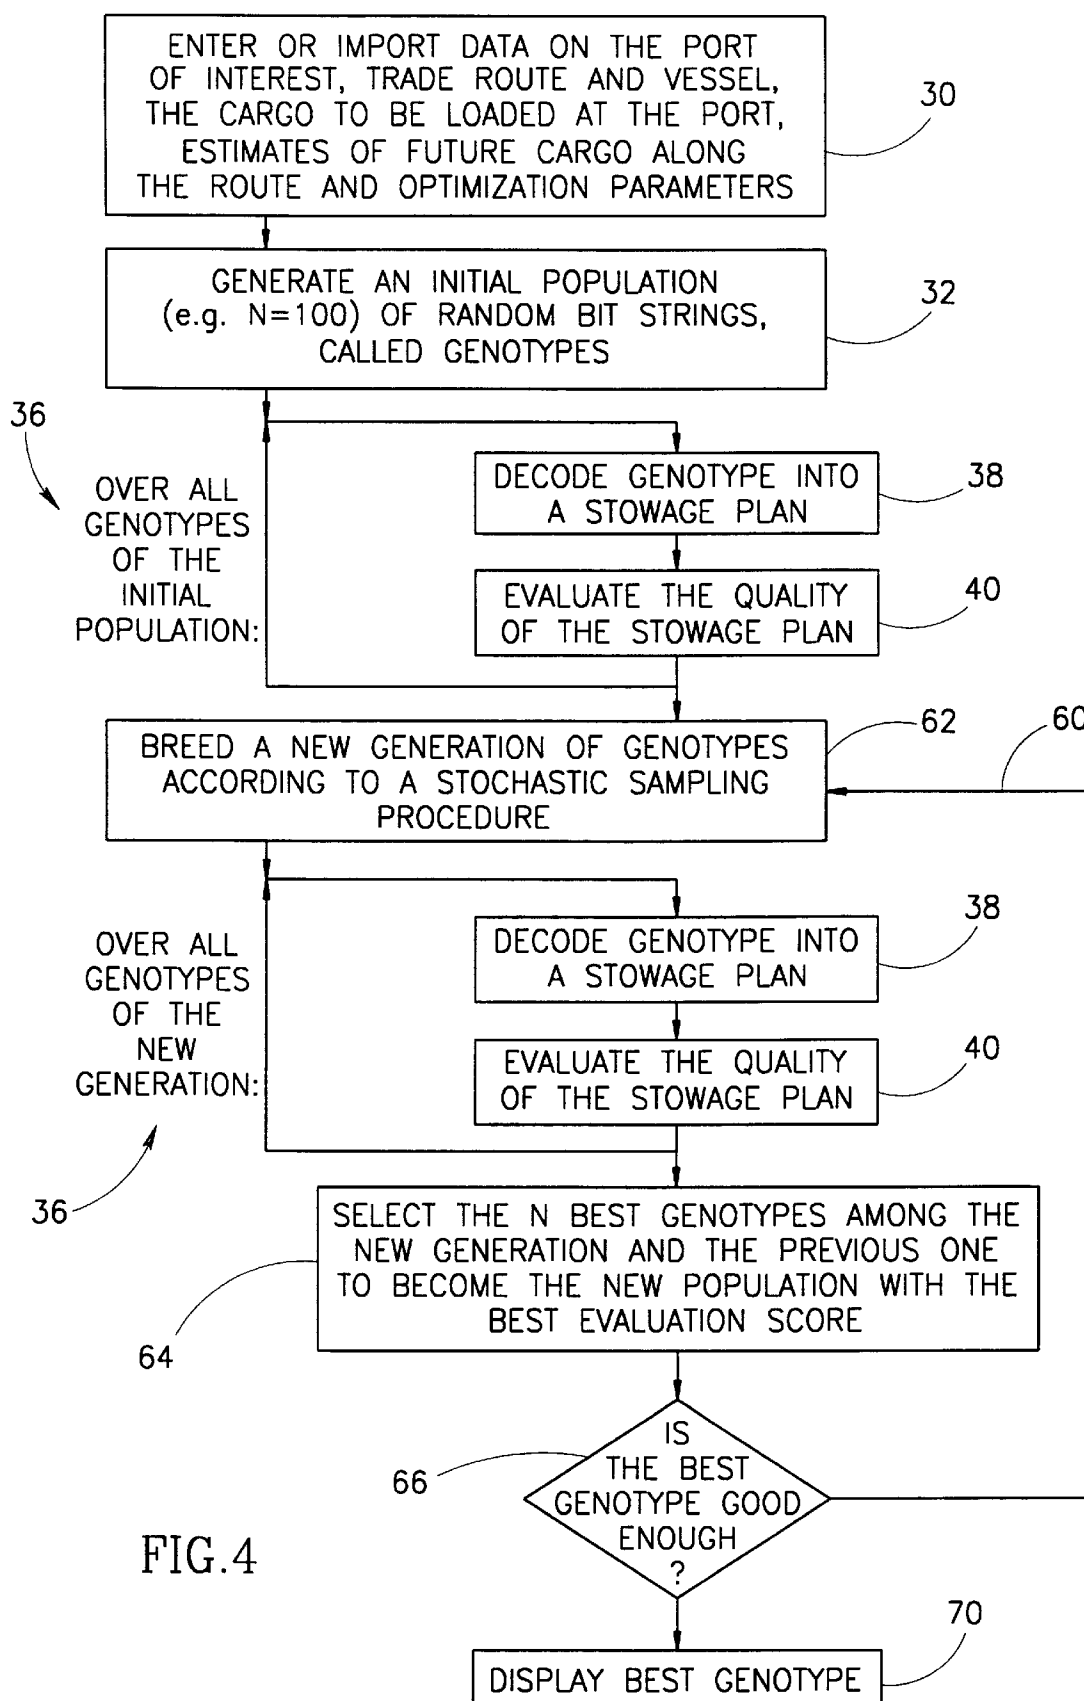 ENTER OR IMPORT DATA ON THE PORT
OF INTEREST, TRADE ROUTE AND VESSEL,
THE CARGO TO BE LOADED AT THE PORT,
ESTIMATES OF FUTURE CARGO ALONG
THE ROUTE AND OPTIMIZATION PARAMETERS
30
GENERATE AN INITIAL POPULATION
(e.g. N=100) OF RANDOM BIT STRINGS,
CALLED GENOTYPES
32
36
OVER ALL
GENOTYPES
OF THE
INITIAL
POPULATION:
DECODE GENOTYPE INTO
A STOWAGE PLAN
38
EVALUATE THE QUALITY
OF THE STOWAGE PLAN
40
BREED A NEW GENERATION OF GENOTYPES
ACCORDING TO A STOCHASTIC SAMPLING
PROCEDURE
62
60
OVER ALL
GENOTYPES
OF THE
NEW
GENERATION:
36
DECODE GENOTYPE INTO
A STOWAGE PLAN
38
EVALUATE THE QUALITY
OF THE STOWAGE PLAN
40
SELECT THE N BEST GENOTYPES AMONG THE
NEW GENERATION AND THE PREVIOUS ONE
TO BECOME THE NEW POPULATION WITH THE
BEST EVALUATION SCORE
64
IS
THE BEST
GENOTYPE GOOD
ENOUGH
?
66
FIG.4
DISPLAY BEST GENOTYPE
70